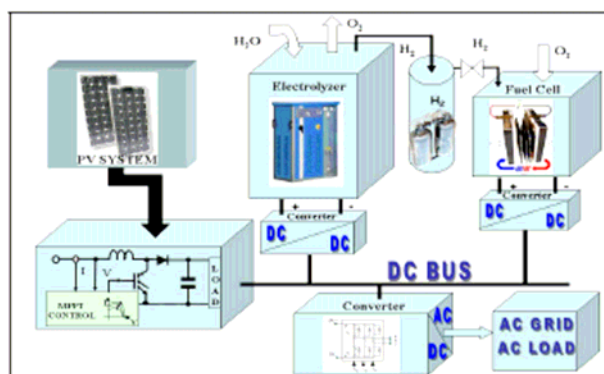 H2O
O2
H2
H2
O2
Electrolyzer
H2
Fuel Cell
PV SYSTEM
+ -
Converter
DC
DC
+ -
Converter
DC
DC
I
V
LOAD
MPPT
CONTROL
DC BUS
Converter
AC
DC
AC GRID
AC LOAD